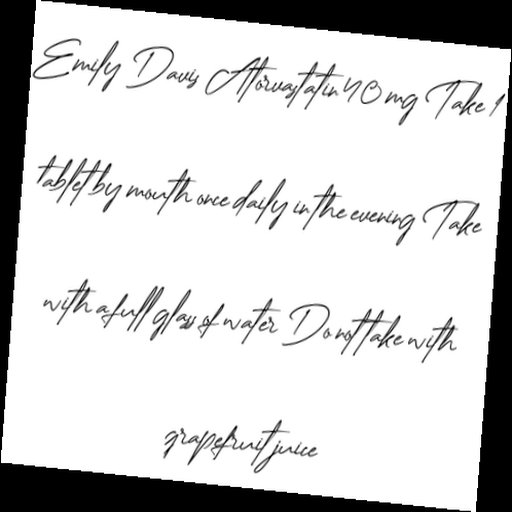 Emily Davis Atorvastatin 40 mg Take 1
tablet by mouth once daily in the evening Take
with a full glass of water Do not take with
grapefruit juice